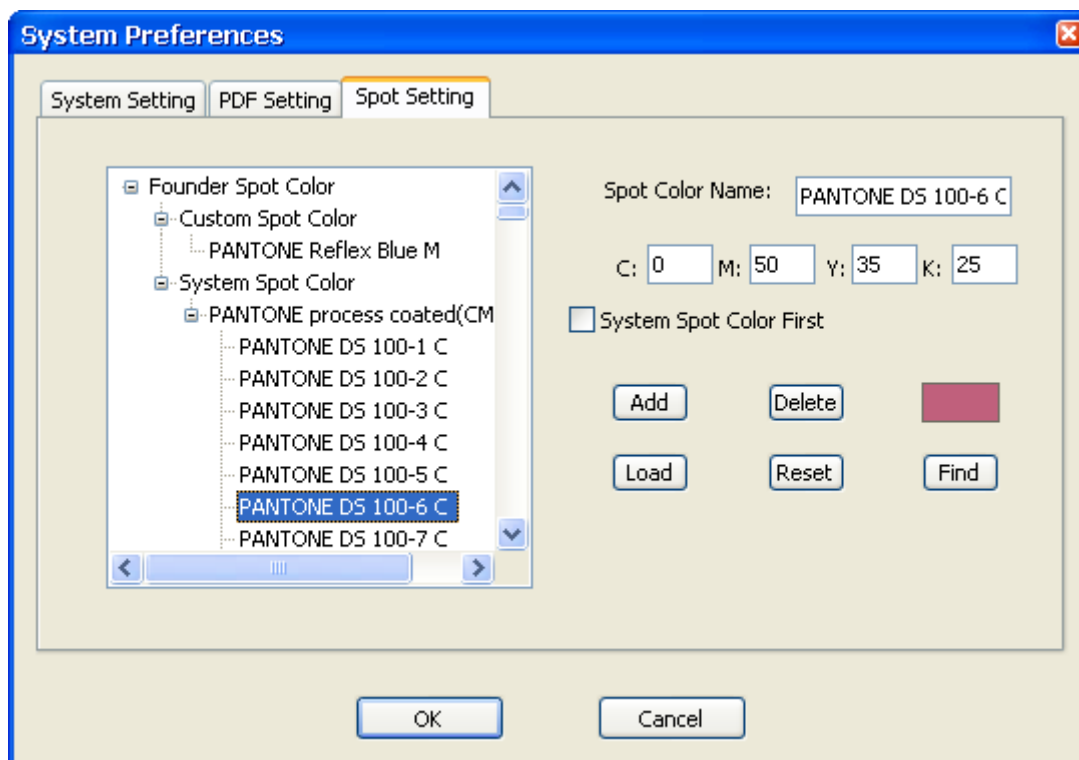 System Preferences
System Setting PDF Setting Spot Setting
Founder Spot Color
Custom Spot Color
PANTONE Reflex Blue M
System Spot Color
PANTONE process coated(CM
PANTONE DS 100-1 C
PANTONE DS 100-2 C
PANTONE DS 100-3 C
PANTONE DS 100-4 C
PANTONE DS 100-5 C
PANTONE DS 100-6 C
PANTONE DS 100-7 C
Spot Color Name: PANTONE DS 100-6 C
C: 0 M: 50 Y: 35 K: 25
System Spot Color First
Add Delete
Load Reset Find
OK Cancel